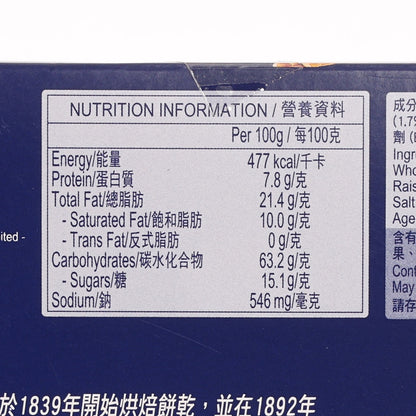 NUTRITION INFORMATION / 營養資料
Per 100g / 每100克
Energy/能量 477 kcal/千卡
Protein/蛋白質 7.8 g/克
Total Fat/總脂肪 21.4 g/克
- Saturated Fat/飽和脂肪 10.0 g/克
- Trans Fat/反式脂肪 0 g/克
Carbohydrates/碳水化合物 63.2 g/克
- Sugars/糖 15.1 g/克
Sodium/鈉 546 mg/毫克
ited -
成分
(1.7%
劑 (
Ingr
Who
Rais
Salt
Age
含有
果、
Cont
May
請存
於1839年開始烘焙餅乾，並在1892年